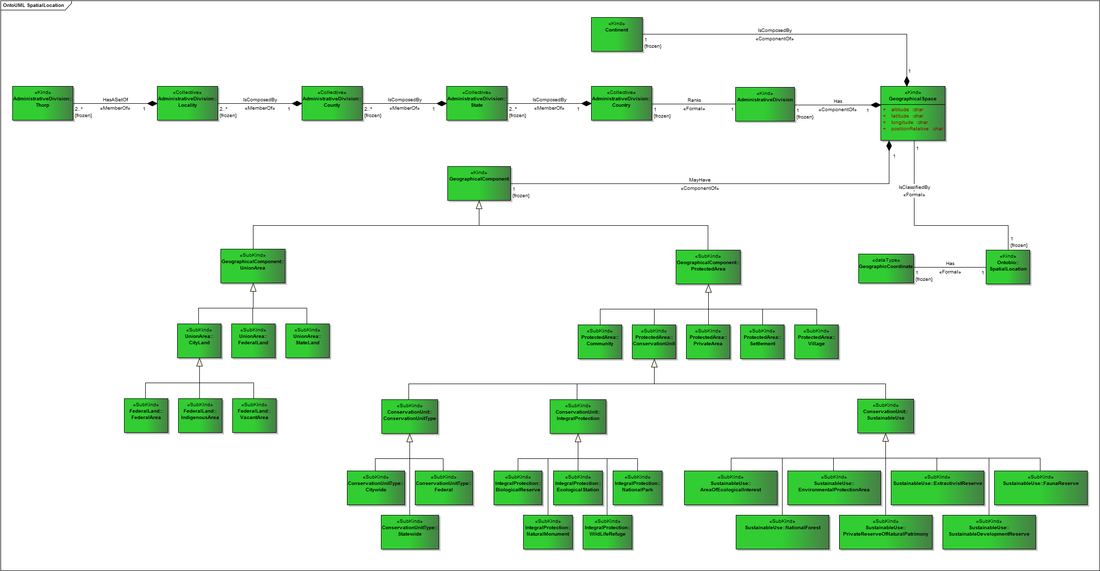 OntoUML SpatialLocation
«Kind»
Continent
1
{frozen}
IsComposedBy
«ComponentOf»
1
«Kind»
AdministrativeDivision::
Thorp
2..*
{frozen}
HasASetOf
«MemberOf»
1
«Collective»
AdministrativeDivision::
Locality
2..*
{frozen}
IsComposedBy
«MemberOf»
1
«Collective»
AdministrativeDivision::
County
2..*
{frozen}
IsComposedBy
«MemberOf»
1
«Collective»
AdministrativeDivision::
State
2..*
{frozen}
IsComposedBy
«MemberOf»
1
«Collective»
AdministrativeDivision::
Country
1
{frozen}
Ranks
«Formal»
1
«Kind»
AdministrativeDivision
1
{frozen}
Has
«ComponentOf»
1
«Kind»
GeographicalSpace
+ altitude :char
+ latitude :char
+ longitude :char
+ positionRelative :char
1
1
«Kind»
GeographicalComponent
1
{frozen}
MayHave
«ComponentOf»
IsClassifiedBy
«Formal»
1
{frozen}
«SubKind»
GeographicalComponent::
UnionArea
«SubKind»
GeographicalComponent::
ProtectedArea
«dataType»
GeographicCoordinate
1
{frozen}
Has
«Formal»
1
«Kind»
Ontobio::
SpatialLocation
«SubKind»
UnionArea::
CityLand
«SubKind»
UnionArea::
FederalLand
«SubKind»
UnionArea::
StateLand
«SubKind»
ProtectedArea::
Community
«SubKind»
ProtectedArea::
ConservationUnit
«SubKind»
ProtectedArea::
PrivateArea
«SubKind»
ProtectedArea::
Settlement
«SubKind»
ProtectedArea::
Village
«SubKind»
FederalLand::
FederalArea
«SubKind»
FederalLand::
IndigenousArea
«SubKind»
FederalLand::
VacantArea
«SubKind»
ConservationUnit::
ConservationUnitType
«SubKind»
ConservationUnit::
IntegralProtection
«SubKind»
ConservationUnit::
SustainableUse
«SubKind»
ConservationUnitType::
Citywide
«SubKind»
ConservationUnitType::
Federal
«SubKind»
IntegralProtection::
BiologicalReserve
«SubKind»
IntegralProtection::
EcologicalStation
«SubKind»
IntegralProtection::
NationalPark
«SubKind»
SustainableUse::
AreaOfEcologicalInterest
«SubKind»
SustainableUse::
EnvironmentalProtectionArea
«SubKind»
SustainableUse::ExtractivistReserve
«SubKind»
SustainableUse::FaunaReserve
«SubKind»
ConservationUnitType::
Statewide
«SubKind»
IntegralProtection::
NaturalMonument
«SubKind»
IntegralProtection::
WildLifeRefuge
«SubKind»
SustainableUse::NationalForest
«SubKind»
SustainableUse::
PrivateReserveOfNaturalPatrimony
«SubKind»
SustainableUse::
SustainableDevelopmentReserve